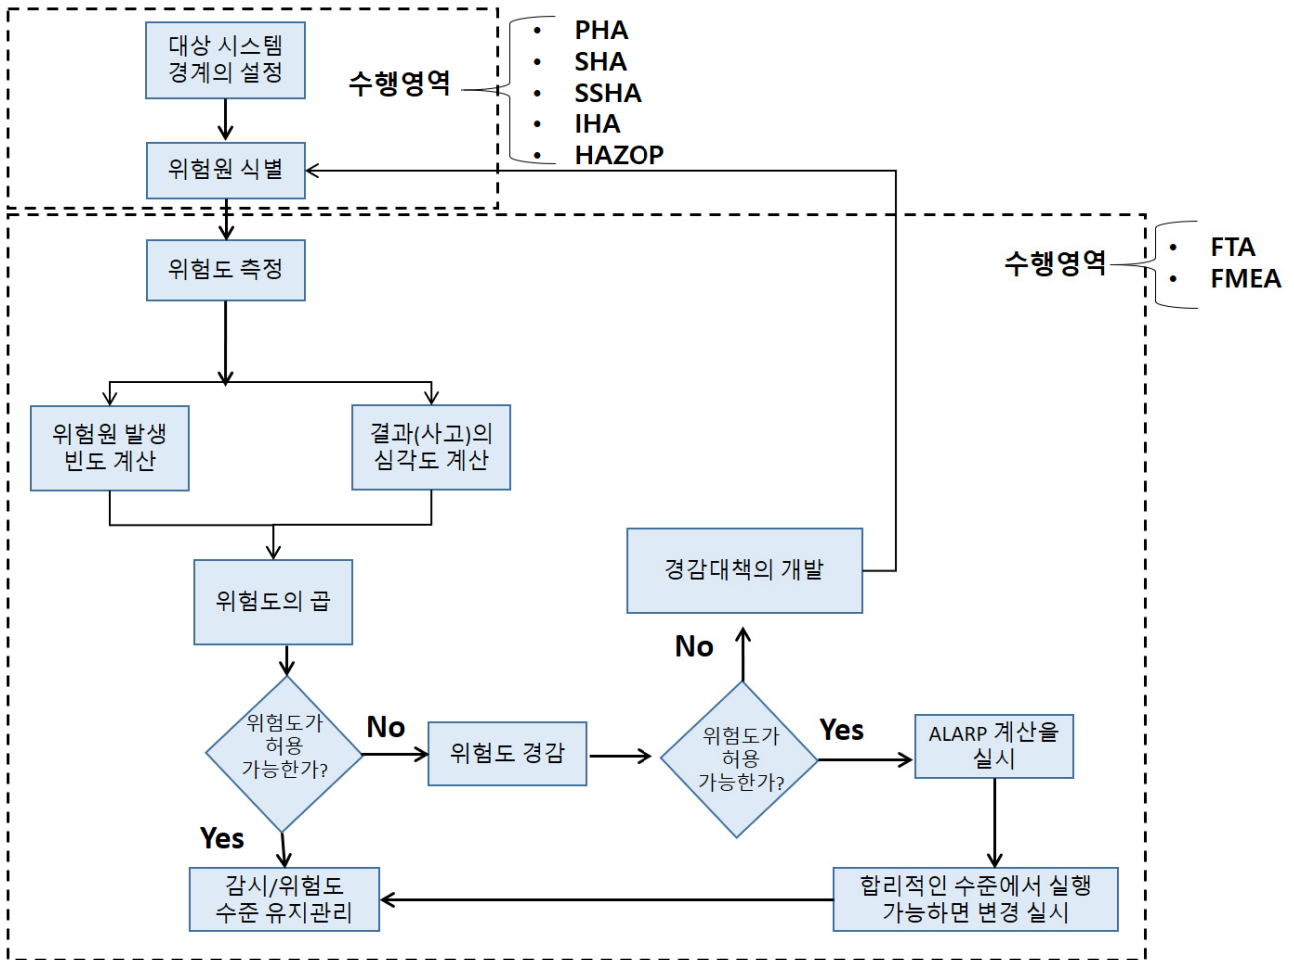 대상 시스템
경계의 설정
수행영역
• PHA
• SHA
• SSHA
• IHA
• HAZOP
위험원 식별
위험도 측정
수행영역
• FTA
• FMEA
위험원 발생
빈도 계산
결과(사고)의
심각도 계산
위험도의 곱
경감대책의 개발
위험도가
허용
가능한가?
No
위험도 경감
위험도가
허용
가능한가?
No
Yes
ALARP 계산을
실시
Yes
감시/위험도
수준 유지관리
합리적인 수준에서 실행
가능하면 변경 실시